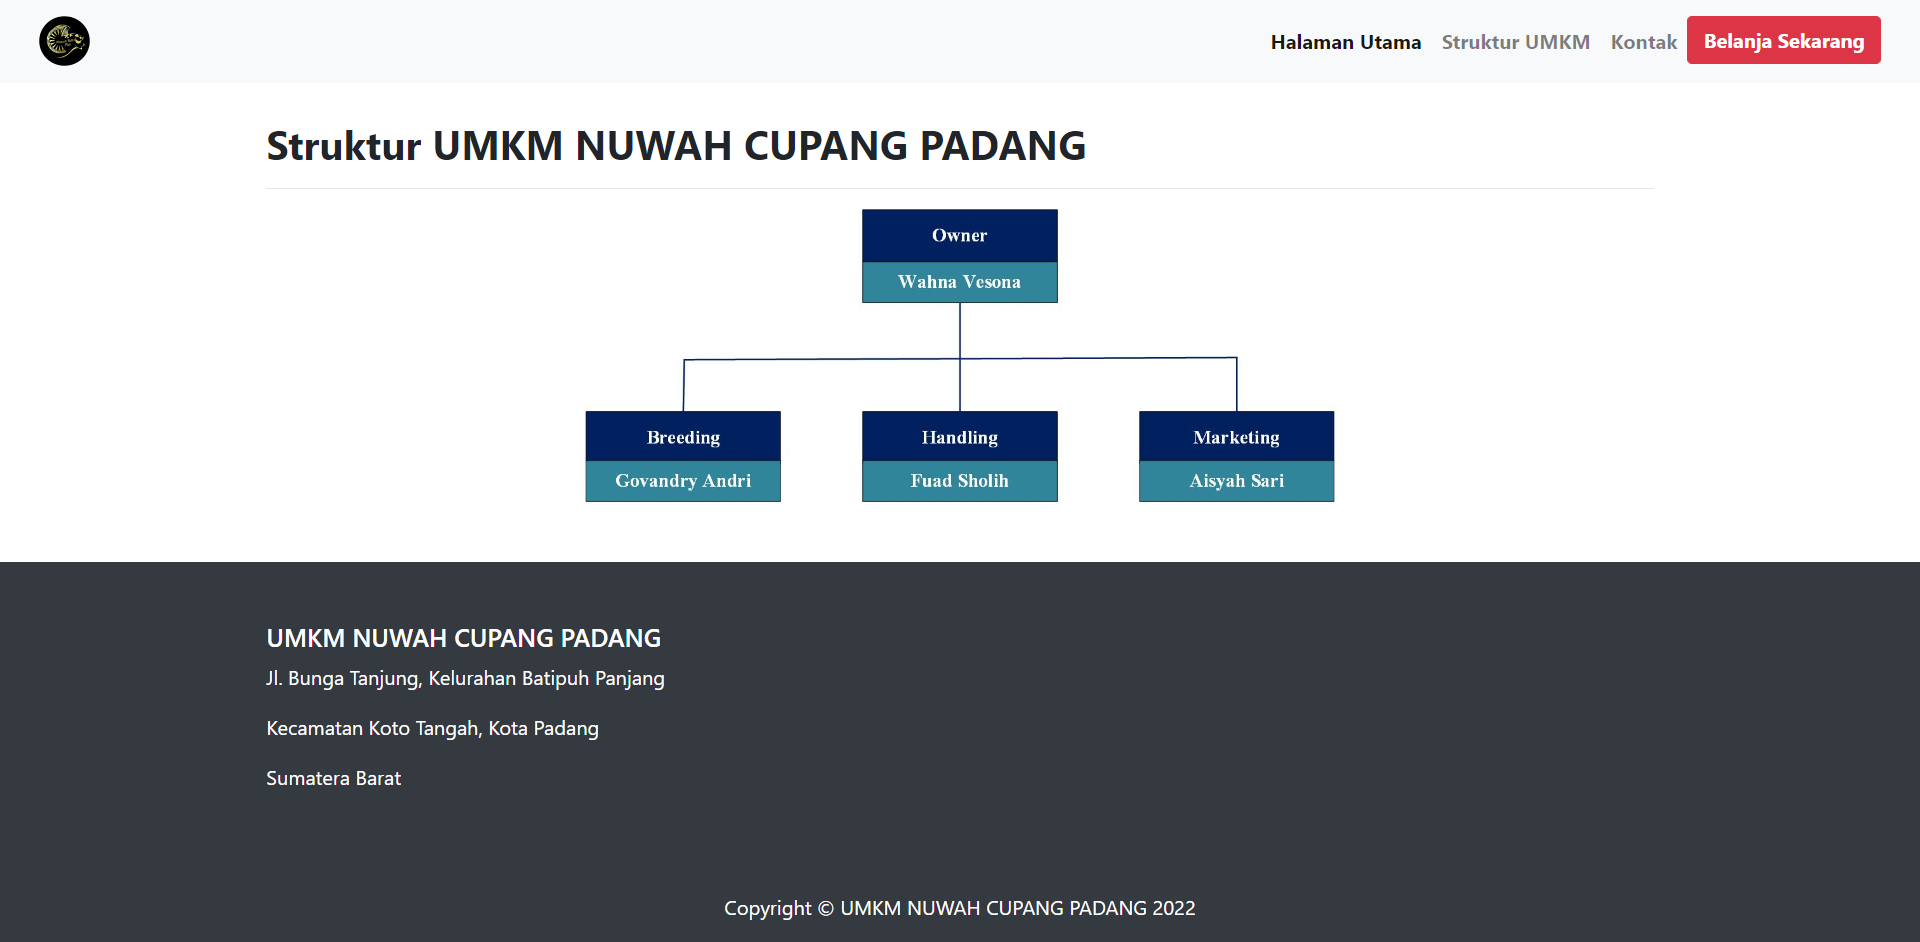 Halaman Utama Struktur UMKM Kontak Belanja Sekarang
Struktur UMKM NUWAH CUPANG PADANG
Owner
Wahna Vesona
Breeding Handling Marketing
Govandry Andri Fuad Sholih Aisyah Sari
UMKM NUWAH CUPANG PADANG
Jl. Bunga Tanjung, Kelurahan Batipuh Panjang
Kecamatan Koto Tangah, Kota Padang
Sumatera Barat
Copyright © UMKM NUWAH CUPANG PADANG 2022